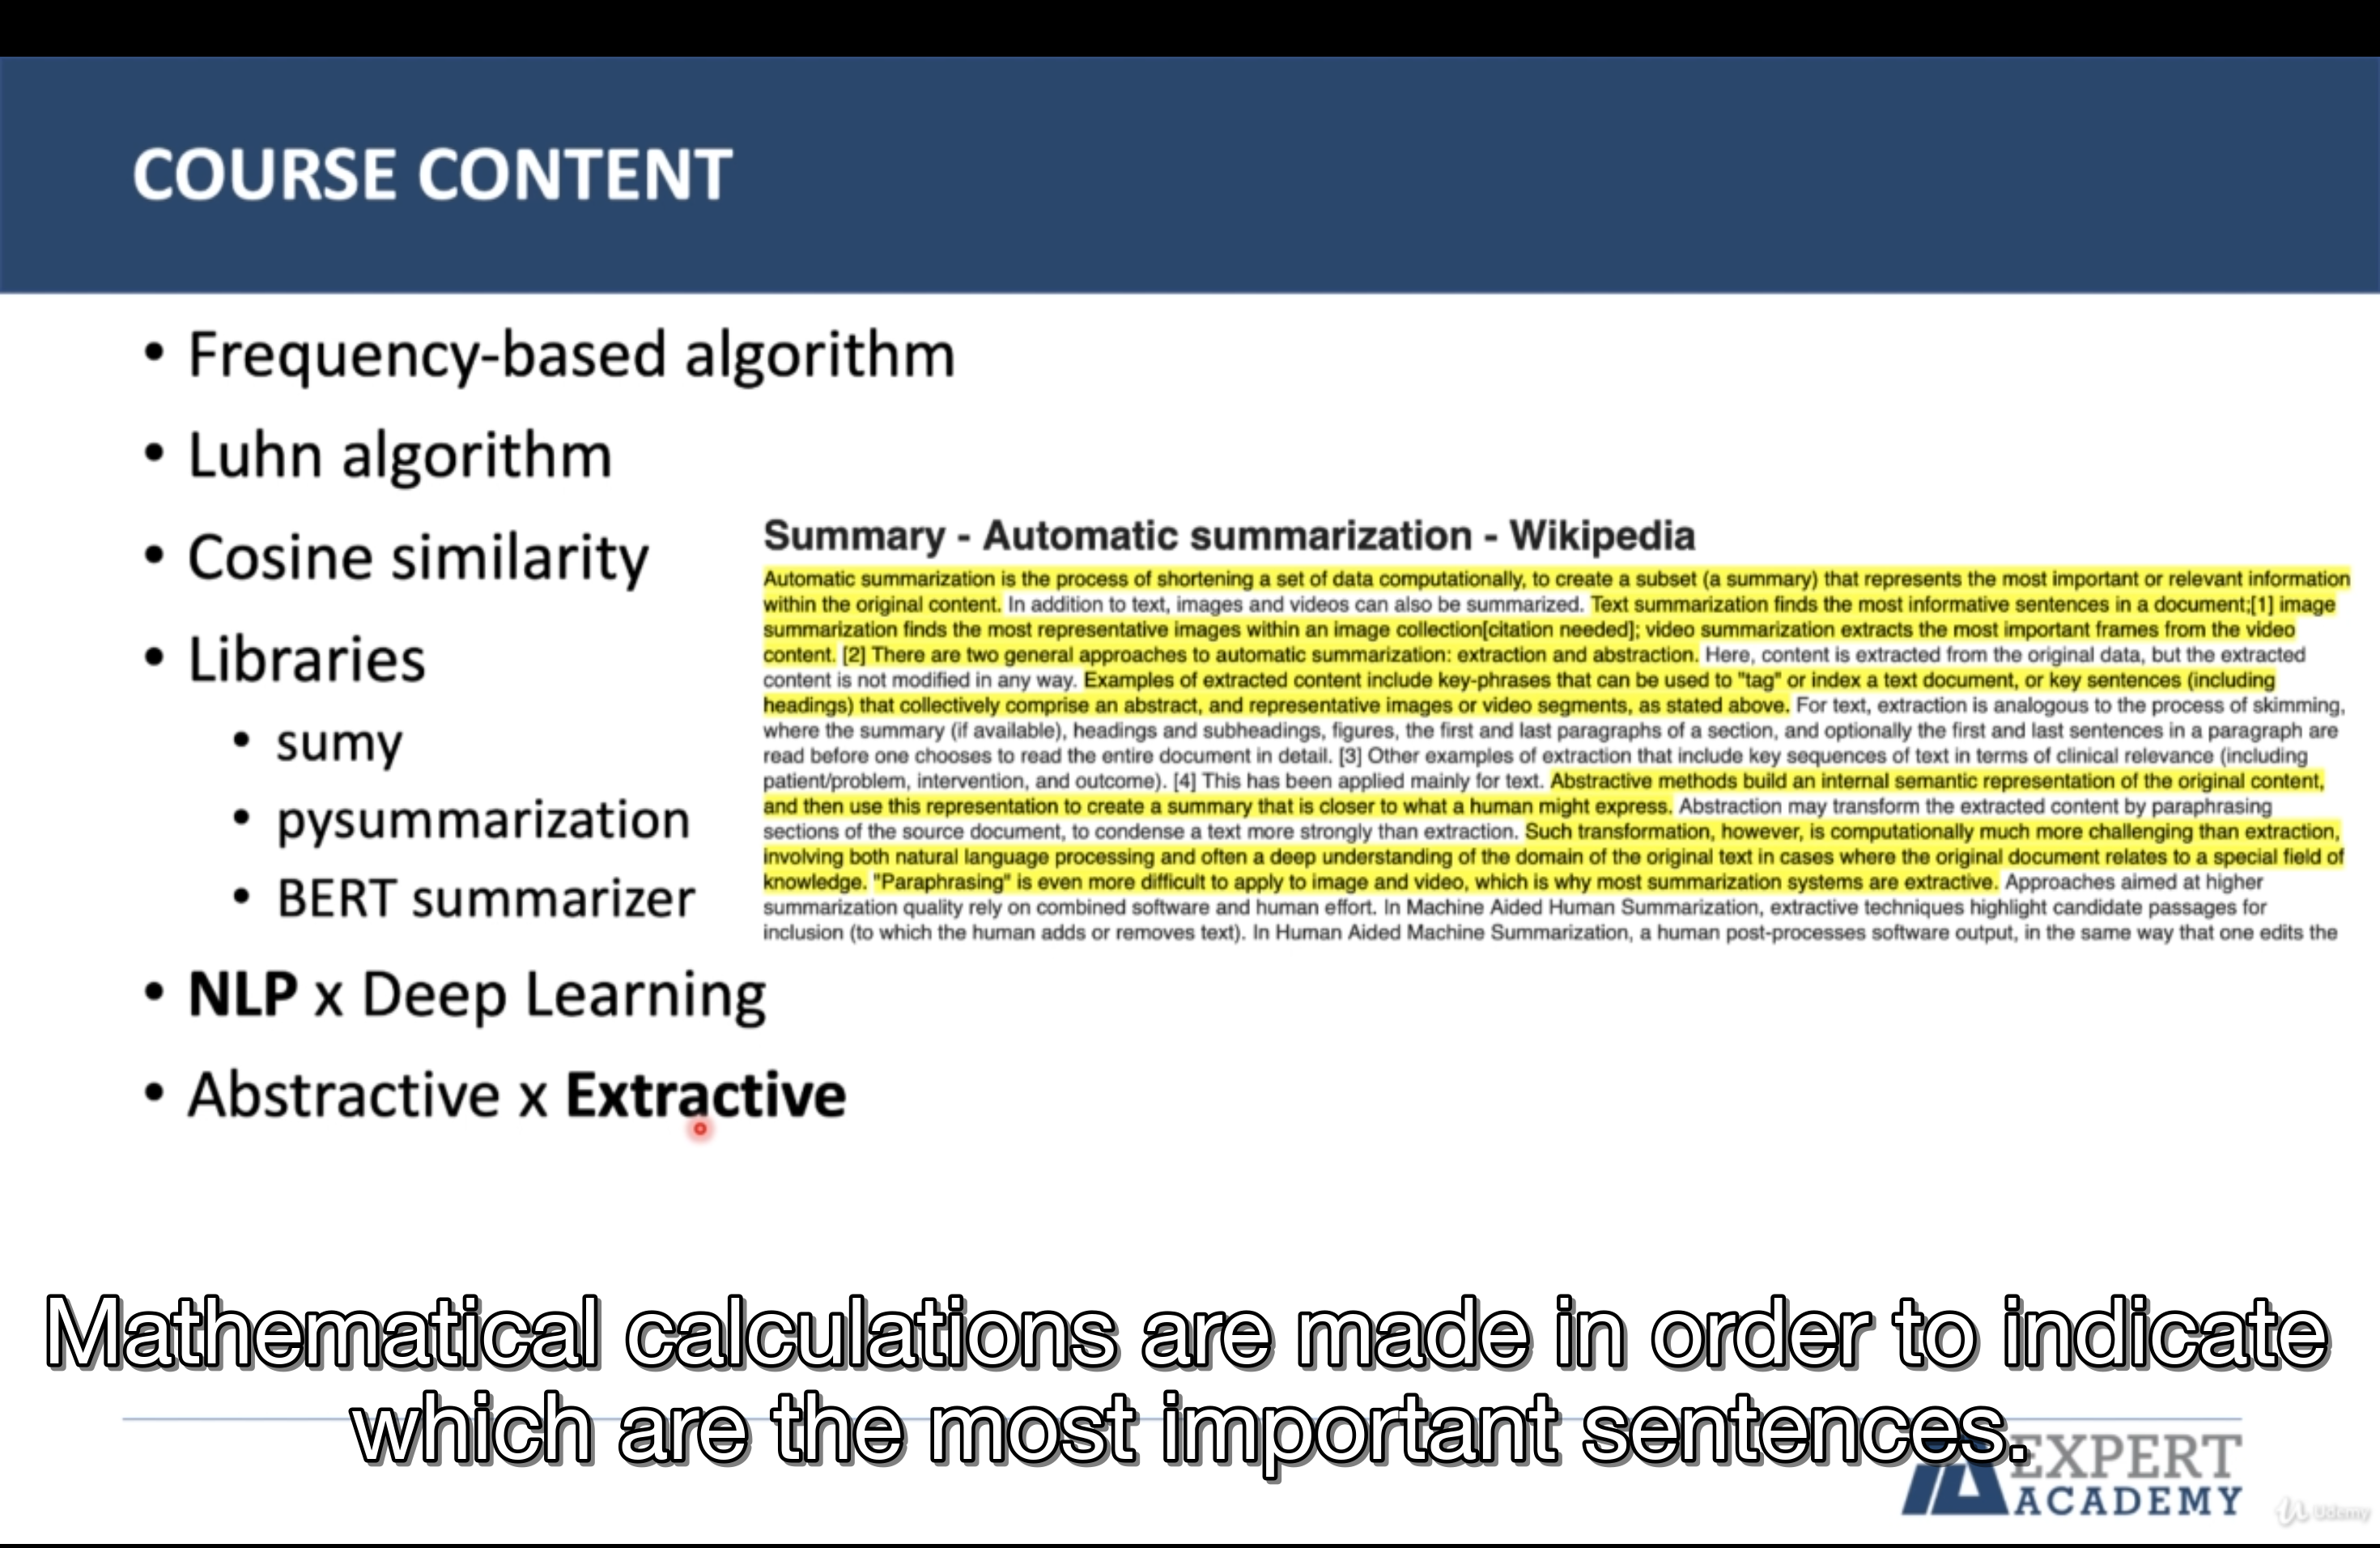 COURSE CONTENT
• Frequency-based algorithm
• Luhn algorithm
• Cosine similarity
• Libraries
• sumy
• pysummarization
• BERT summarizer
• NLP x Deep Learning
• Abstractive x Extractive
Summary - Automatic summarization - Wikipedia
Automatic summarization is the process of shortening a set of data computationally, to create a subset (a summary) that represents the most important or relevant information
within the original content. In addition to text, images and videos can also be summarized. Text summarization finds the most informative sentences in a document;[1] image
summarization finds the most representative images within an image collection[citation needed]; video summarization extracts the most important frames from the video
content. [2] There are two general approaches to automatic summarization: extraction and abstraction. Here, content is extracted from the original data, but the extracted
content is not modified in any way. Examples of extracted content include key-phrases that can be used to "tag" or index a text document, or key sentences (including
headings) that collectively comprise an abstract, and representative images or video segments, as stated above. For text, extraction is analogous to the process of skimming,
where the summary (if available), headings and subheadings, figures, the first and last paragraphs of a section, and optionally the first and last sentences in a paragraph are
read before one chooses to read the entire document in detail. [3] Other examples of extraction that include key sequences of text in terms of clinical relevance (including
patient/problem, intervention, and outcome). [4] This has been applied mainly for text. Abstractive methods build an internal semantic representation of the original content,
and then use this representation to create a summary that is closer to what a human might express. Abstraction may transform the extracted content by paraphrasing
sections of the source document, to condense a text more strongly than extraction. Such transformation, however, is computationally much more challenging than extraction,
involving both natural language processing and often a deep understanding of the domain of the original text in cases where the original document relates to a special field of
knowledge. "Paraphrasing" is even more difficult to apply to image and video, which is why most summarization systems are extractive. Approaches aimed at higher
summarization quality rely on combined software and human effort. In Machine Aided Human Summarization, extractive techniques highlight candidate passages for
inclusion (to which the human adds or removes text). In Human Aided Machine Summarization, a human post-processes software output, in the same way that one edits the
Mathematical calculations are made in order to indicate
which are the most important sentences.
EXPERT
ACADEMY
Udemy